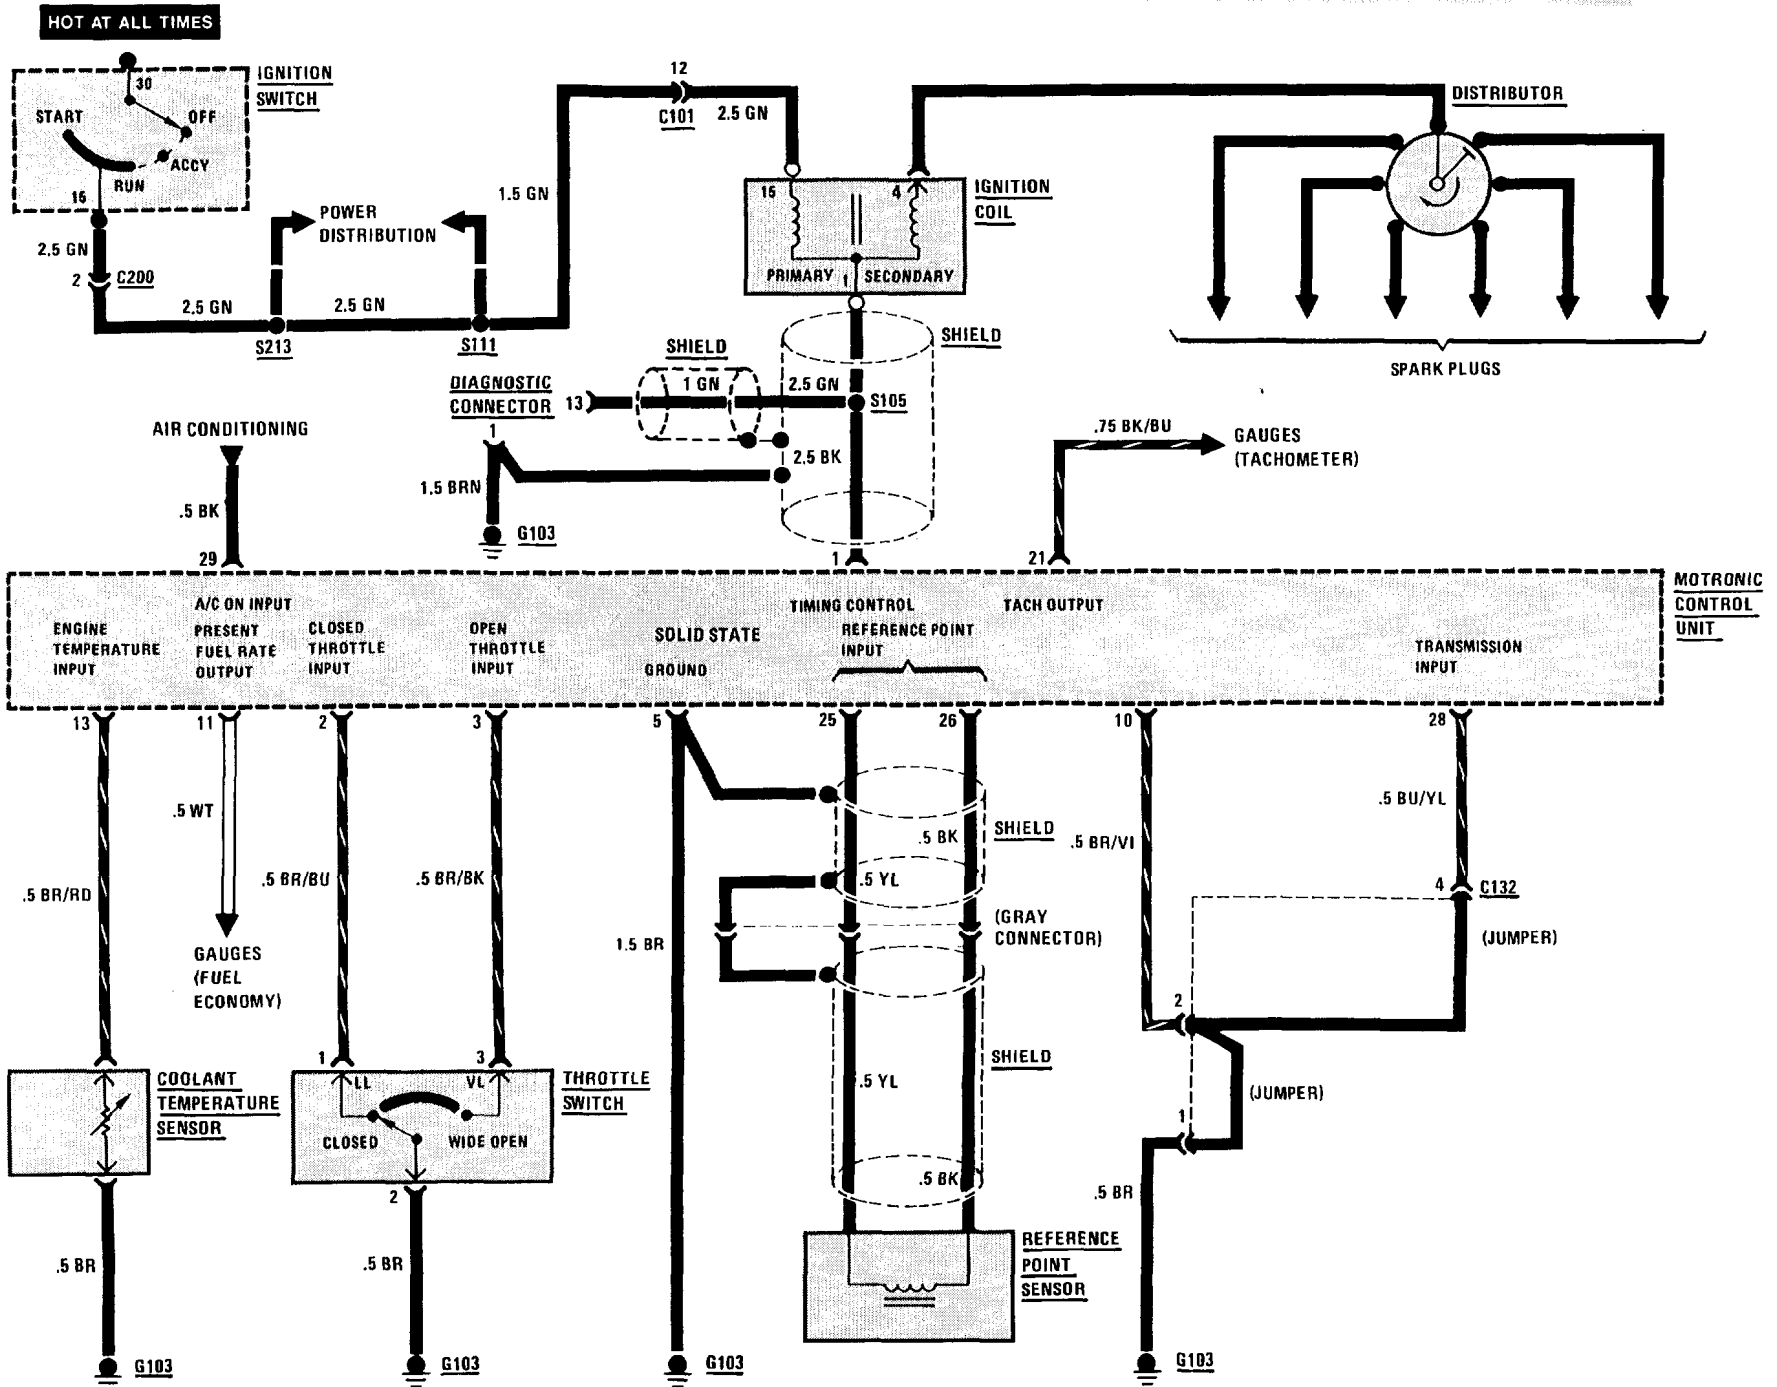 HOT AT ALL TIMES
IGNITION
SWITCH
30
START
OFF
ACCY
RUN
15
2.5 GN
2
C200
2.5 GN
S213
2.5 GN
S111
POWER
DISTRIBUTION
1.5 GN
12
C101
2.5 GN
15
4
IGNITION
COIL
PRIMARY
1
SECONDARY
DISTRIBUTOR
SPARK PLUGS
SHIELD
SHIELD
DIAGNOSTIC
CONNECTOR
13
1 GN
2.5 GN
S105
1
2.5 BK
1.5 BRN
G103
AIR CONDITIONING
.5 BK
29
1
21
.75 BK/BU
GAUGES
(TACHOMETER)
MOTRONIC
CONTROL
UNIT
ENGINE
TEMPERATURE
INPUT
A/C ON INPUT
PRESENT
FUEL RATE
OUTPUT
CLOSED
THROTTLE
INPUT
OPEN
THROTTLE
INPUT
SOLID STATE
GROUND
TIMING CONTROL
REFERENCE POINT
INPUT
TACH OUTPUT
TRANSMISSION
INPUT
13
11
2
3
5
25
26
10
28
.5 BR/RD
.5 WT
GAUGES
(FUEL
ECONOMY)
.5 BR/BU
.5 BR/BK
1.5 BR
.5 BK
SHIELD
.5 YL
(GRAY
CONNECTOR)
.5 YL
SHIELD
.5 BK
.5 BR/VI
.5 BU/YL
4
C132
(JUMPER)
2
(JUMPER)
1
.5 BR
COOLANT
TEMPERATURE
SENSOR
1
3
LL
VL
CLOSED
WIDE OPEN
THROTTLE
SWITCH
2
.5 BR
.5 BR
REFERENCE
POINT
SENSOR
G103
G103
G103
G103